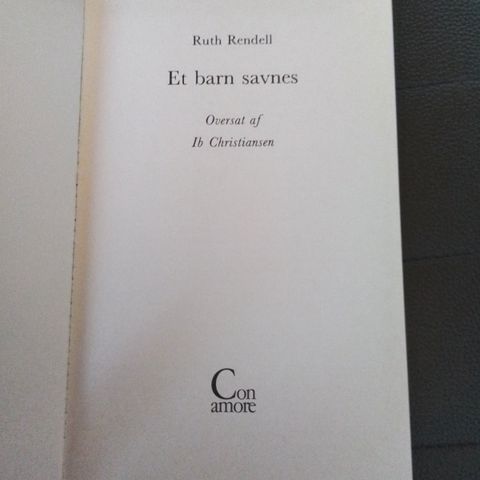 Ruth Rendell
Et barn savnes
Oversat af
Ib Christiansen
Con
amore